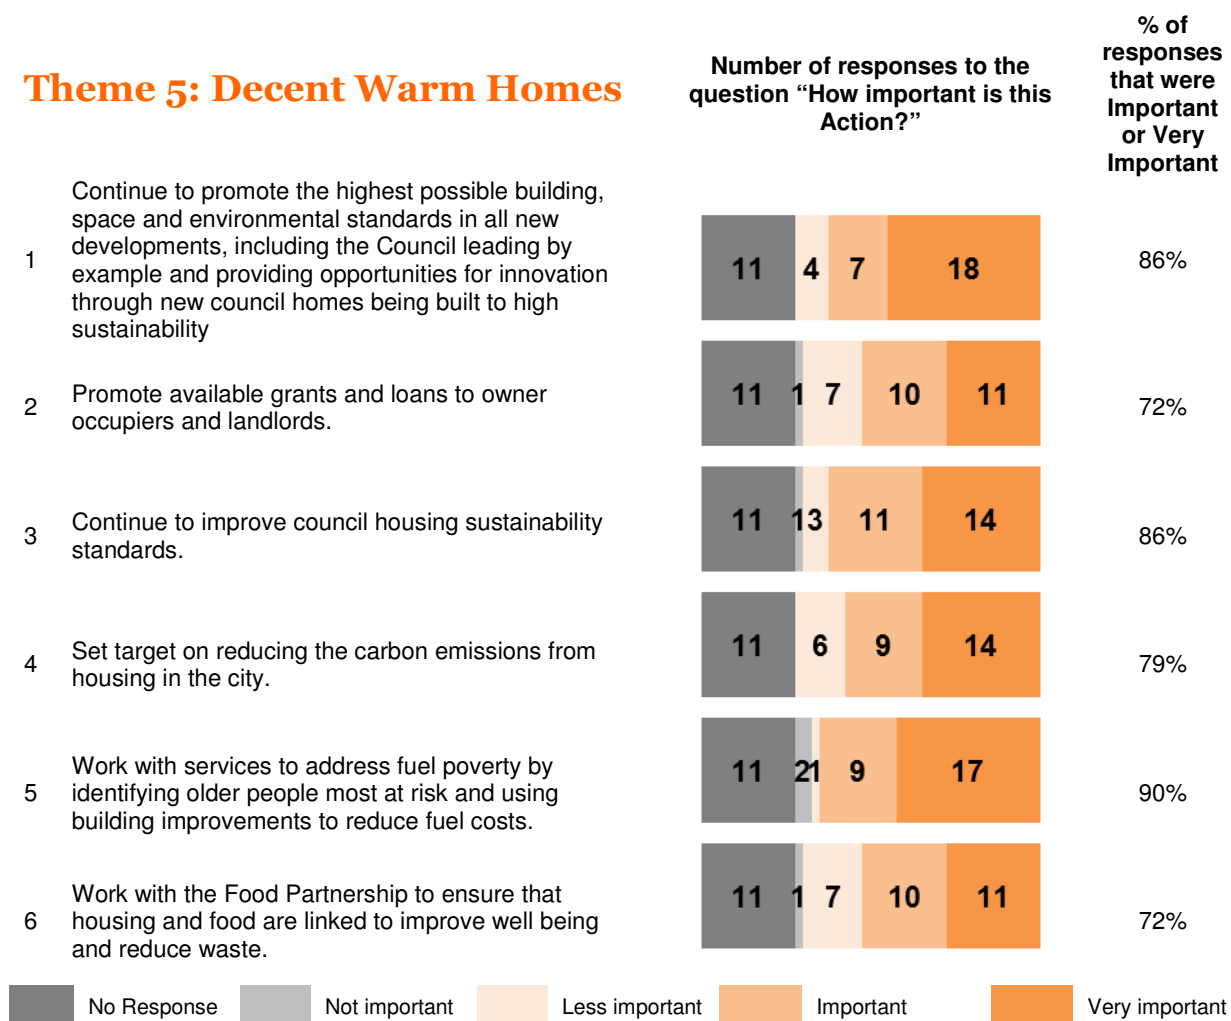 Theme 5: Decent Warm Homes
Number of responses to the
question “How important is this
Action?”
% of
responses
that were
Important
or Very
Important
1
Continue to promote the highest possible building,
space and environmental standards in all new
developments, including the Council leading by
example and providing opportunities for innovation
through new council homes being built to high
sustainability
11 4 7 18
86%
2
Promote available grants and loans to owner
occupiers and landlords.
11 1 7 10 11
72%
3
Continue to improve council housing sustainability
standards.
11 1 3 11 14
86%
4
Set target on reducing the carbon emissions from
housing in the city.
11 6 9 14
79%
5
Work with services to address fuel poverty by
identifying older people most at risk and using
building improvements to reduce fuel costs.
11 2 1 9 17
90%
6
Work with the Food Partnership to ensure that
housing and food are linked to improve well being
and reduce waste.
11 1 7 10 11
72%
No Response Not important Less important Important Very important